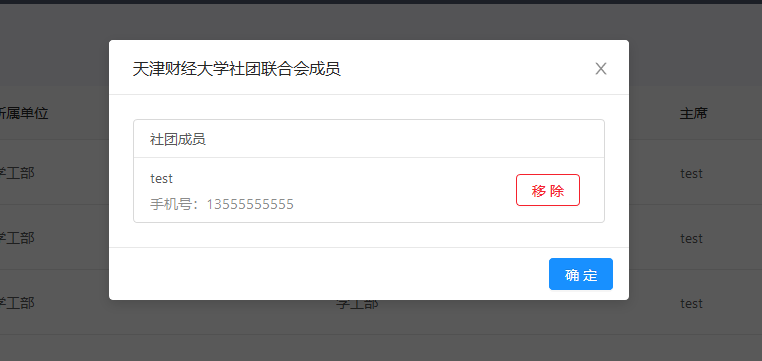 天津财经大学社团联合会成员
所属单位
主席
社团成员
学工部
test
test
手机号：13555555555
移 除
学工部
test
确 定
学工部
学工部
test